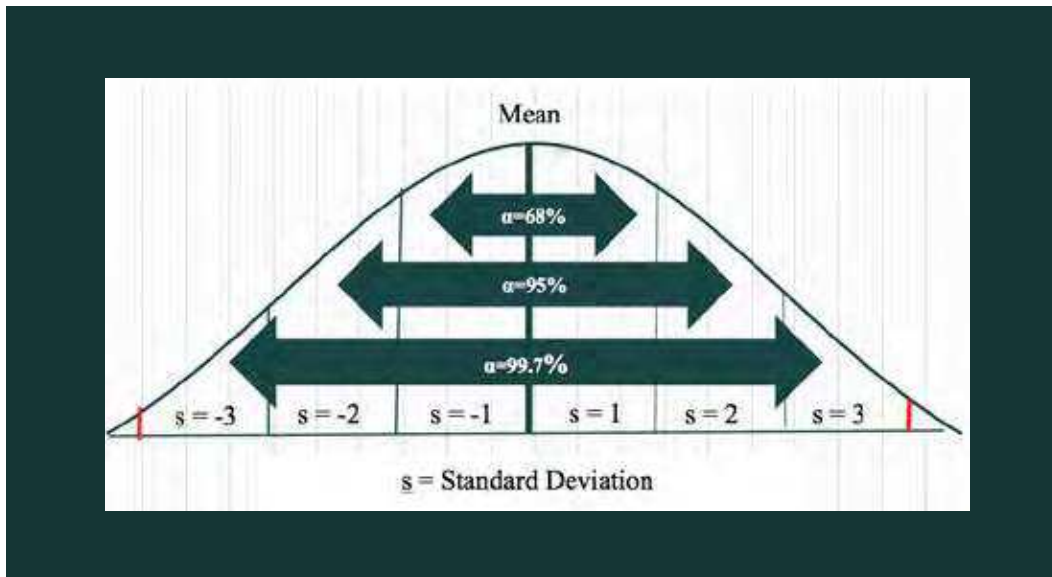 Mean
α=68%
α=95%
α=99.7%
s = -3 s = -2 s = -1 s = 1 s = 2 s = 3
s = Standard Deviation